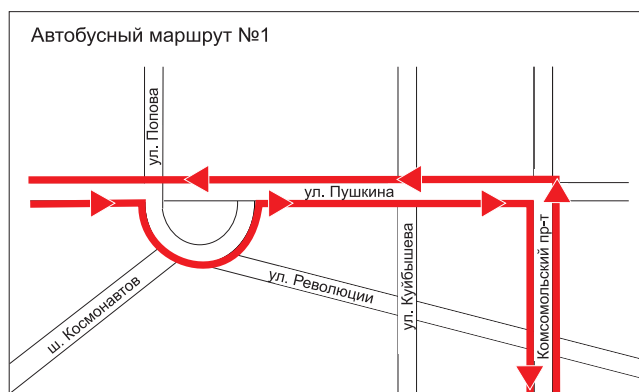 Автобусный маршрут №1
ул. Попова
ул. Пушкина
ул. Куйбышева
Комсомольский пр-т
ул. Революции
ш. Космонавтов